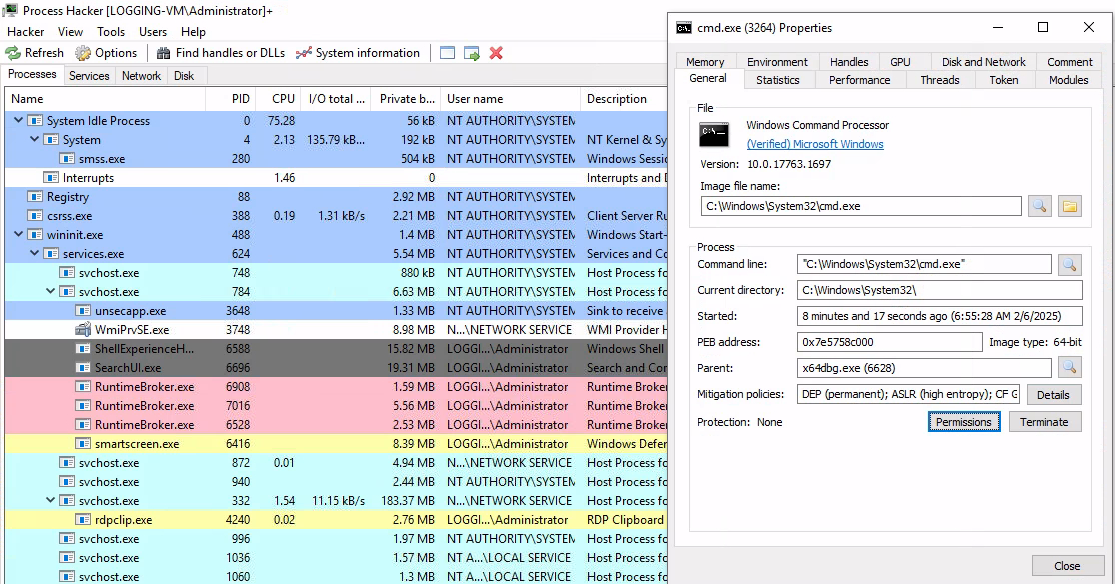 Process Hacker [LOGGING-VM\Administrator]+
Hacker View Tools Users Help
Refresh Options Find handles or DLLs System information
Processes Services Network Disk
Name PID CPU I/O total ... Private b... User name Description
System Idle Process 0 75.28 56 kB NT AUTHORITY\SYSTEM
System 4 2.13 135.79 kB... 192 kB NT AUTHORITY\SYSTEM NT Kernel & Sy
smss.exe 280 504 kB NT AUTHORITY\SYSTEM Windows Sessio
Interrupts 1.46 0 Interrupts and D
Registry 88 2.92 MB NT AUTHORITY\SYSTEM
csrss.exe 388 0.19 1.31 kB/s 2.21 MB NT AUTHORITY\SYSTEM Client Server Ru
wininit.exe 488 1.4 MB NT AUTHORITY\SYSTEM Windows Start-
services.exe 624 5.54 MB NT AUTHORITY\SYSTEM Services and Co
svchost.exe 748 880 kB NT AUTHORITY\SYSTEM Host Process fo
svchost.exe 784 6.63 MB NT AUTHORITY\SYSTEM Host Process fo
unsecapp.exe 3648 1.33 MB NT AUTHORITY\SYSTEM Sink to receive
WmiPrvSE.exe 3748 8.98 MB N...\NETWORK SERVICE WMI Provider H
ShellExperienceH... 6588 15.82 MB LOGGI...\Administrator Windows Shell
SearchUI.exe 6696 19.31 MB LOGGI...\Administrator Search and Cor
RuntimeBroker.exe 6908 1.59 MB LOGGI...\Administrator Runtime Broker
RuntimeBroker.exe 7016 5.56 MB LOGGI...\Administrator Runtime Broker
RuntimeBroker.exe 6528 2.53 MB LOGGI...\Administrator Runtime Broker
smartscreen.exe 6416 8.39 MB LOGGI...\Administrator Windows Defen
svchost.exe 872 0.01 4.94 MB N...\NETWORK SERVICE Host Process fo
svchost.exe 940 2.44 MB NT AUTHORITY\SYSTEM Host Process fo
svchost.exe 332 1.54 11.15 kB/s 183.37 MB N...\NETWORK SERVICE Host Process fo
rdpclip.exe 4240 0.02 2.76 MB LOGGI...\Administrator RDP Clipboard
svchost.exe 996 1.97 MB NT AUTHORITY\SYSTEM Host Process fo
svchost.exe 1036 1.57 MB NT A...\LOCAL SERVICE Host Process fo
svchost.exe 1060 1.3 MB NT A...\LOCAL SERVICE Host Process fo
cmd.exe (3264) Properties
Memory Environment Handles GPU Disk and Network Comment
General Statistics Performance Threads Token Modules
File
Windows Command Processor
(Verified) Microsoft Windows
Version: 10.0.17763.1697
Image file name:
C:\Windows\System32\cmd.exe
Process
Command line: "C:\Windows\System32\cmd.exe"
Current directory: C:\Windows\System32\
Started: 8 minutes and 17 seconds ago (6:55:28 AM 2/6/2025)
PEB address: 0x7e5758c000 Image type: 64-bit
Parent: x64dbg.exe (6628)
Mitigation policies: DEP (permanent); ASLR (high entropy); CF G Details
Protection: None Permissions Terminate
Close